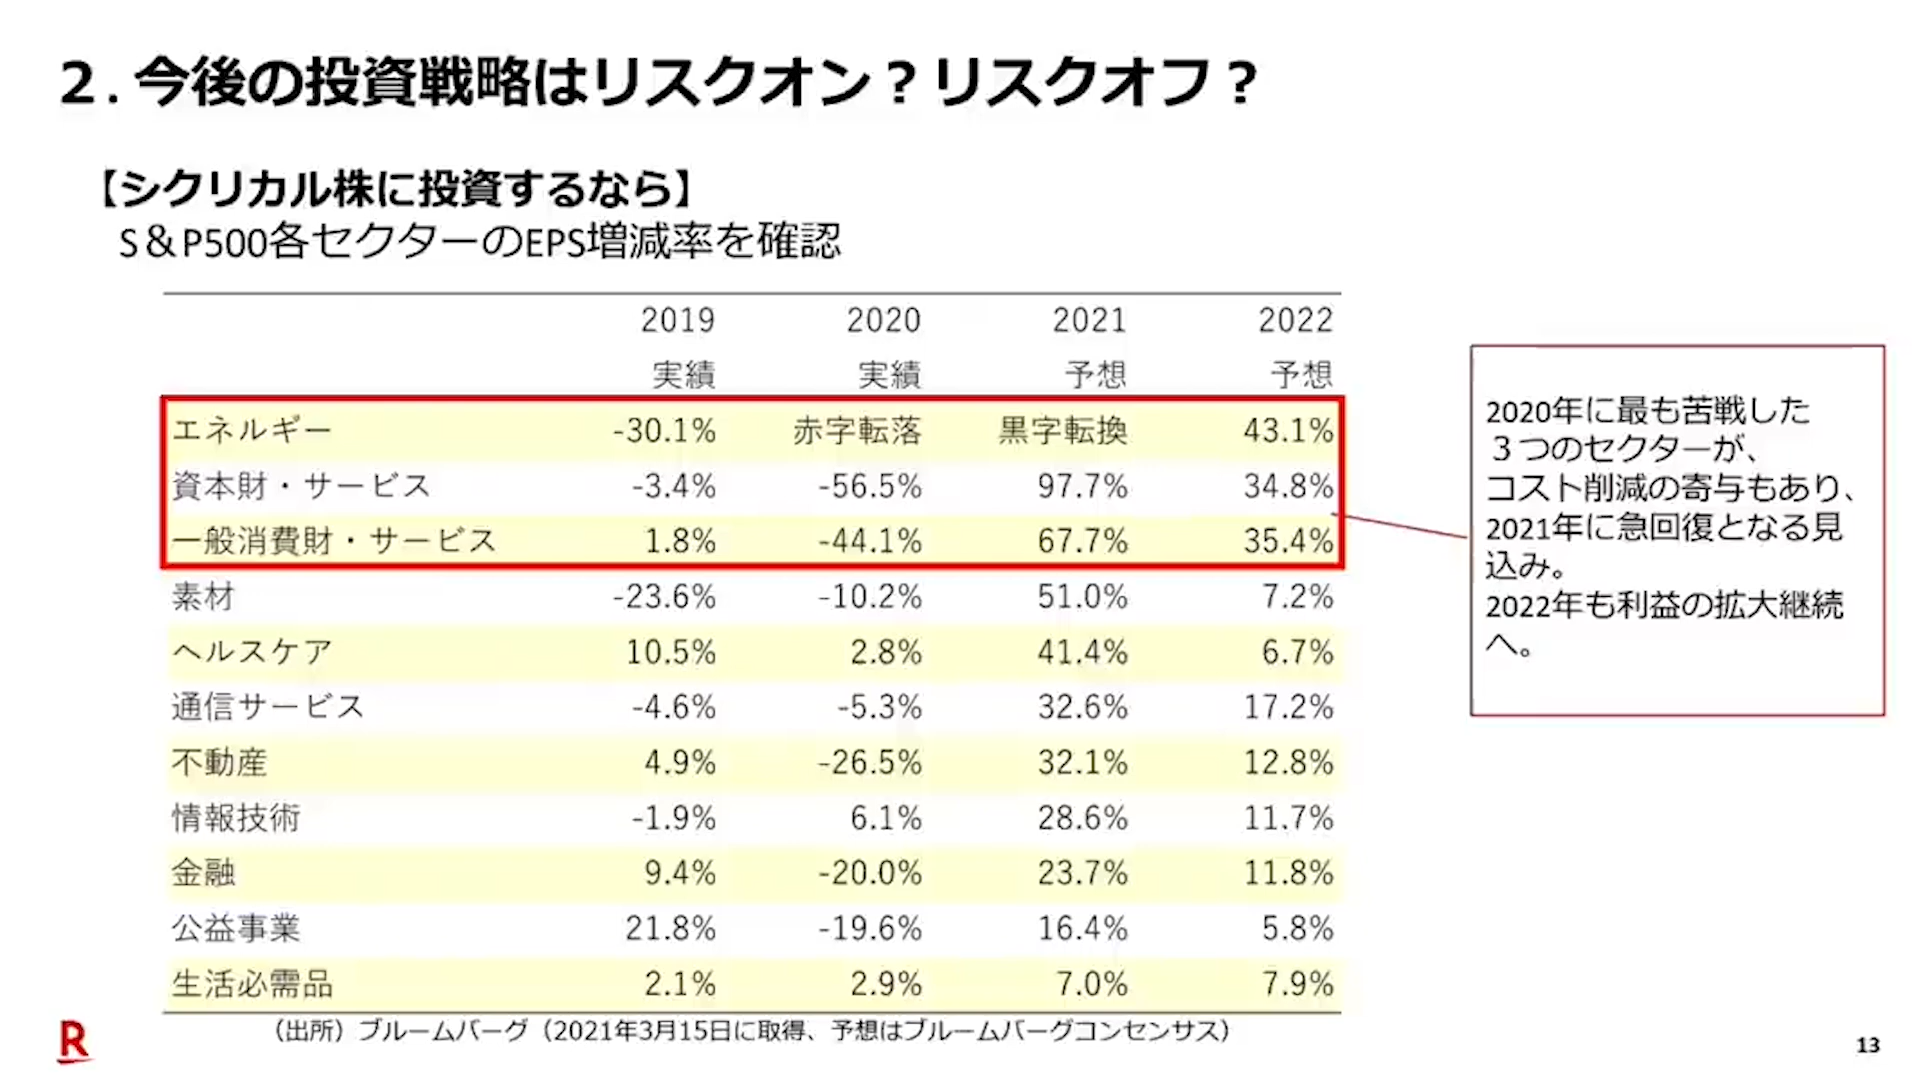 ２. 今後の投資戦略はリスクオン？リスクオフ？
【シクリカル株に投資するなら】
S＆P500各セクターのEPS増減率を確認
2019 2020 2021 2022
実績 実績 予想 予想
エネルギー -30.1% 赤字転落 黒字転換 43.1%
資本財・サービス -3.4% -56.5% 97.7% 34.8%
一般消費財・サービス 1.8% -44.1% 67.7% 35.4%
素材 -23.6% -10.2% 51.0% 7.2%
ヘルスケア 10.5% 2.8% 41.4% 6.7%
通信サービス -4.6% -5.3% 32.6% 17.2%
不動産 4.9% -26.5% 32.1% 12.8%
情報技術 -1.9% 6.1% 28.6% 11.7%
金融 9.4% -20.0% 23.7% 11.8%
公益事業 21.8% -19.6% 16.4% 5.8%
生活必需品 2.1% 2.9% 7.0% 7.9%
2020年に最も苦戦した
３つのセクターが、
コスト削減の寄与もあり、
2021年に急回復となる見
込み。
2022年も利益の拡大継続
へ。
（出所）ブルームバーグ（2021年3月15日に取得、予想はブルームバーグコンセンサス）
R
13